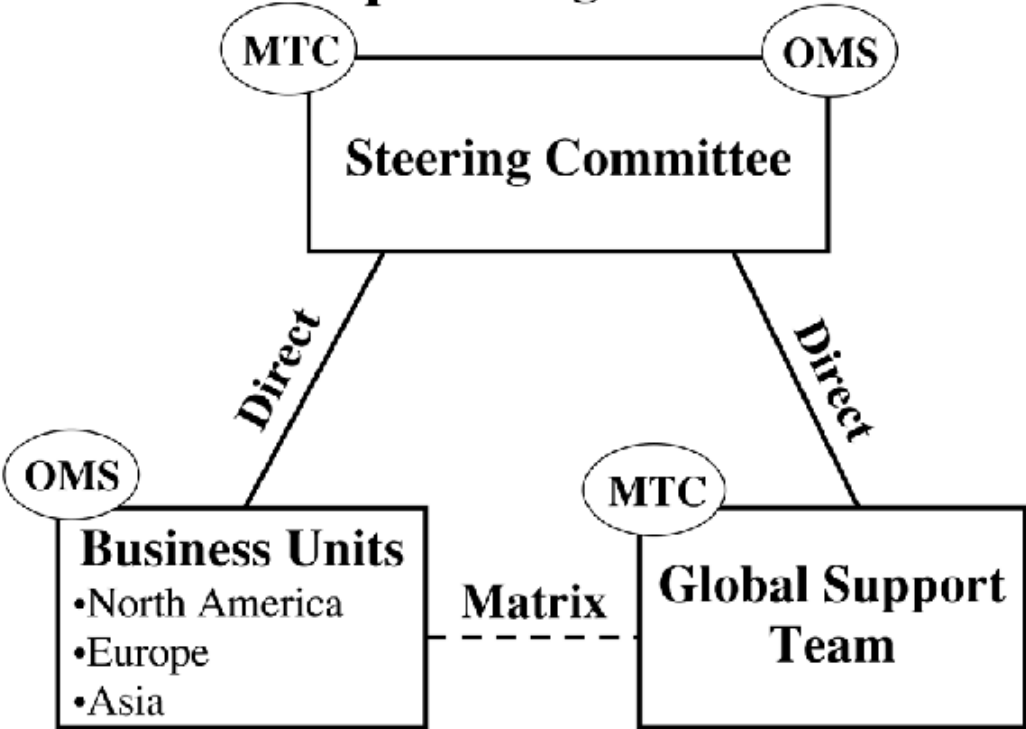 MTC
OMS
Steering Committee
Direct
Direct
OMS
MTC
Business Units
•North America
•Europe
•Asia
Matrix
Global Support
Team